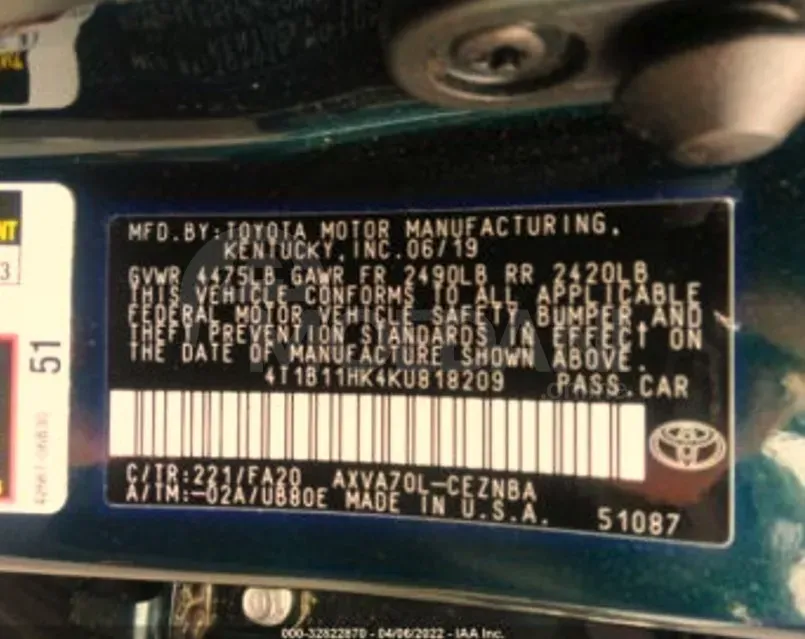 MFD.BY:TOYOTA MOTOR MANUFACTURING,
KENTUCKY,INC.06/19
GVWR 4475LB GAWR FR 2490LB RR 2420LB
THIS VEHICLE CONFORMS TO ALL APPLICABLE
FEDERAL MOTOR VEHICLE SAFETY, BUMPER, AND
THEFT PREVENTION STANDARDS IN EFFECT ON
THE DATE OF MANUFACTURE SHOWN ABOVE.
4T1B11HK4KU818209 PASS.CAR
C/TR:221/FA20 AXVA70L-CEZNBA
A/TM:-02A/UB80E MADE IN U.S.A. 51087
51
000-32822870 - 04/06/2022 - IAA Inc.